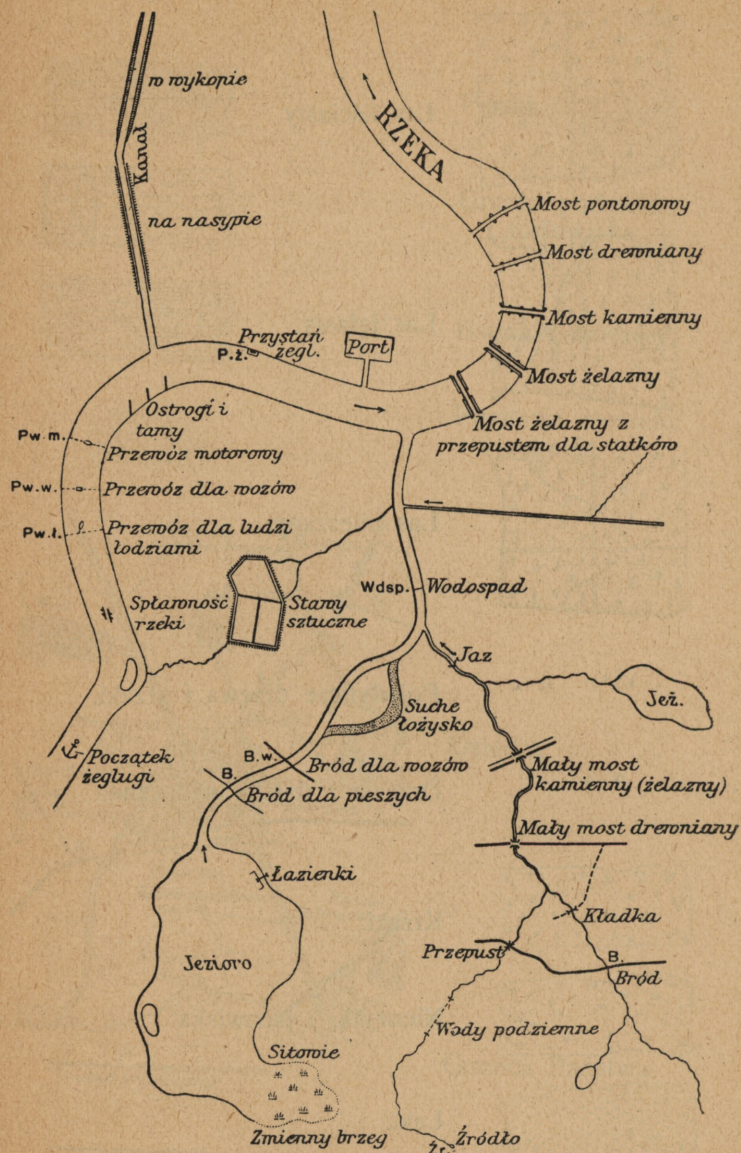 w wykopie
Kanał
na nasypie
RZEKA
Most pontonowy
Most drewniany
Most kamienny
Most żelazny
Most żelazny z
przepustem dla statków
Przystań
żegl.
P.ż.
Port
Ostrogi i
tamy
Pw. m.
Przewóz motorowy
Pw. w.
Przewóz dla wozów
Pw. ł.
Przewóz dla ludzi
łodziami
Spławność
rzeki
Stawy
sztuczne
Wdsp.
Wodospad
Jaz
Jeż.
Suche
łożysko
Początek
żeglugi
B.w.
Bród dla wozów
B.
Bród dla pieszych
Mały most
kamienny (żelazny)
Mały most drewniany
Łazienki
Kładka
Jezioro
Przepust
B.
Bród
Wody podziemne
Sitowie
Zmienny brzeg
Źródło
Źr.